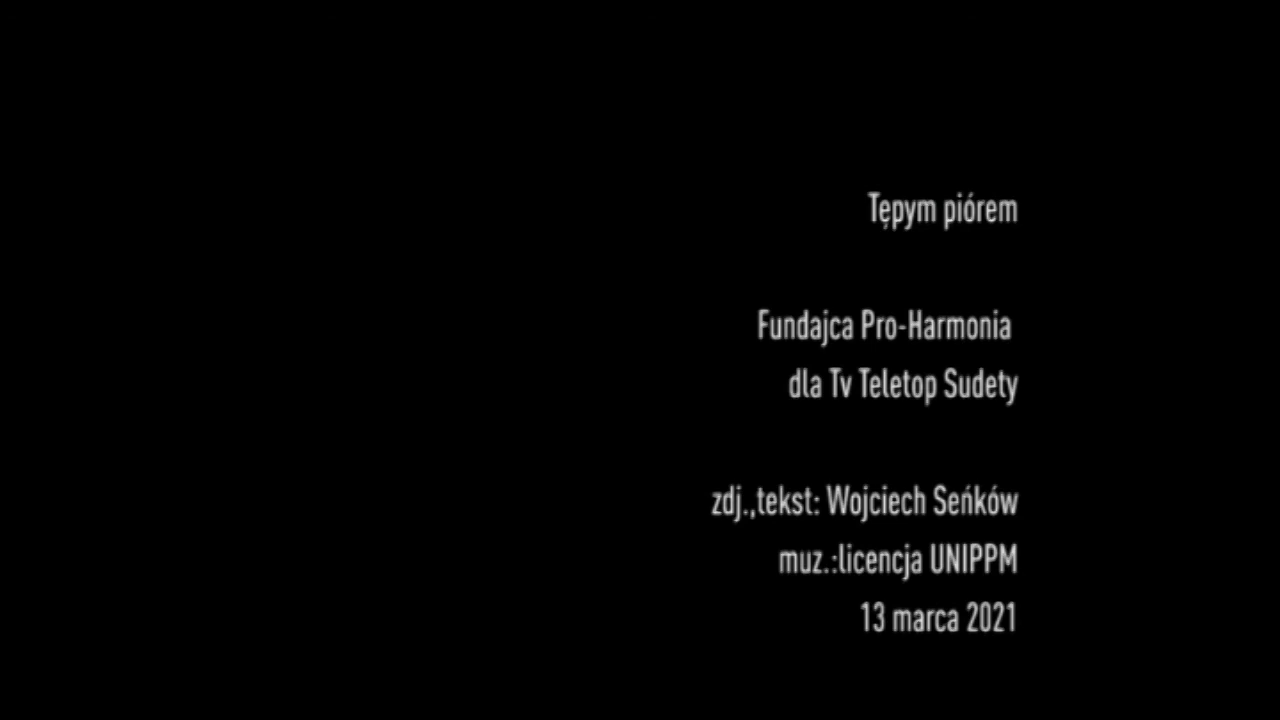 Tępym piórem
Fundajca Pro-Harmonia
dla Tv Teletop Sudety
zdj.,tekst: Wojciech Seńków
muz.:licencja UNIPPM
13 marca 2021